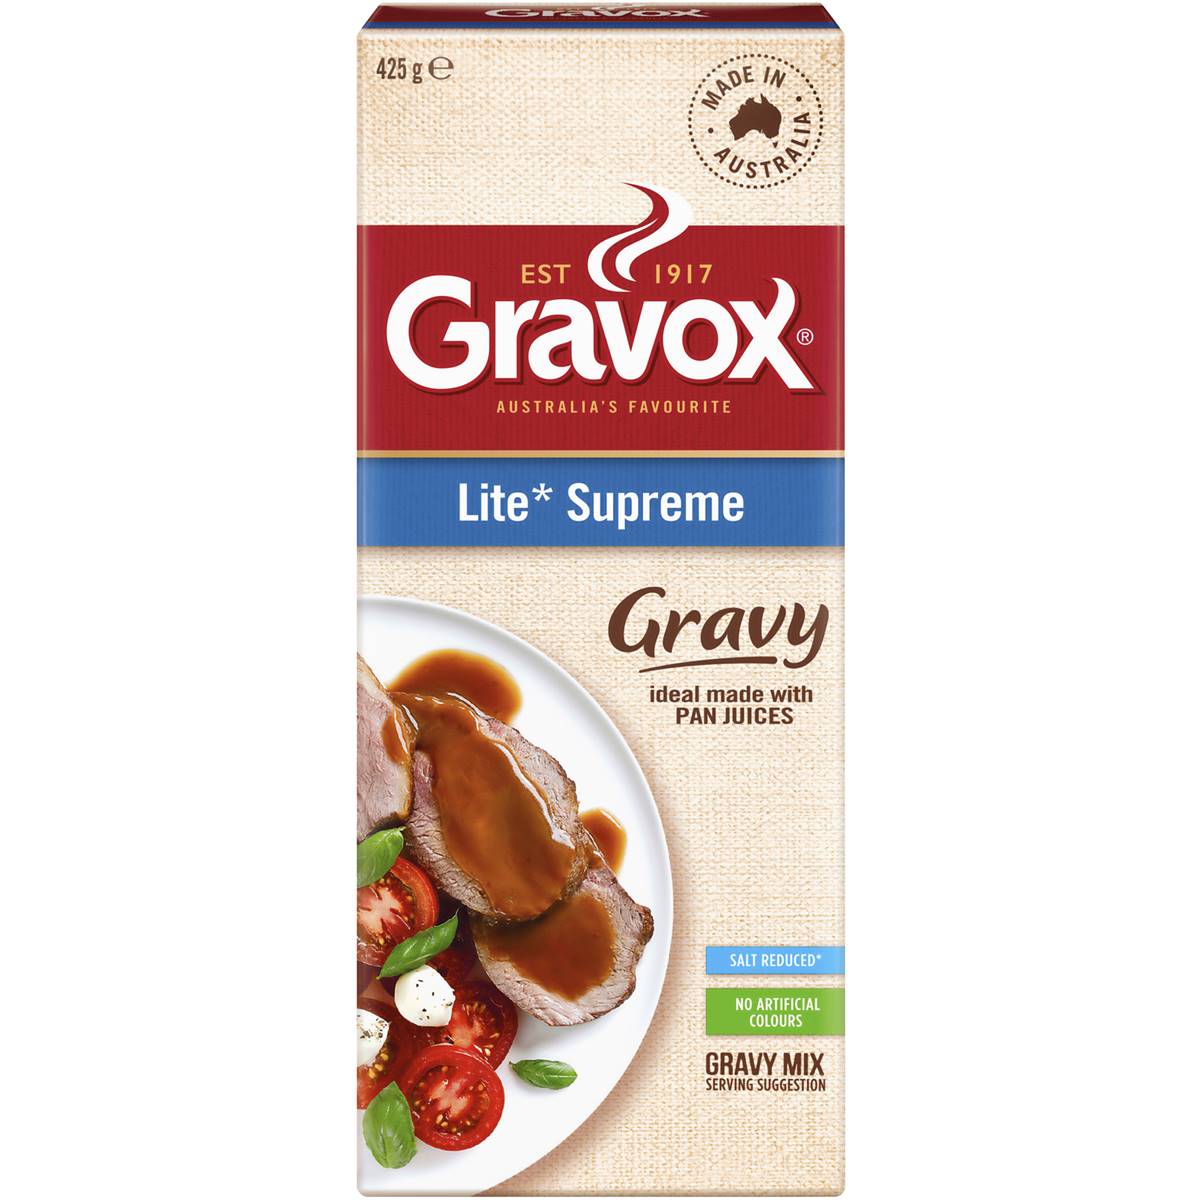 Gravox
425 g ℮
MADE IN
AUSTRALIA
EST 1917
Gravox®
AUSTRALIA'S FAVOURITE
Lite* Supreme
Gravy
ideal made with
PAN JUICES
SALT REDUCED*
NO ARTIFICIAL
COLOURS
GRAVY MIX
SERVING SUGGESTION